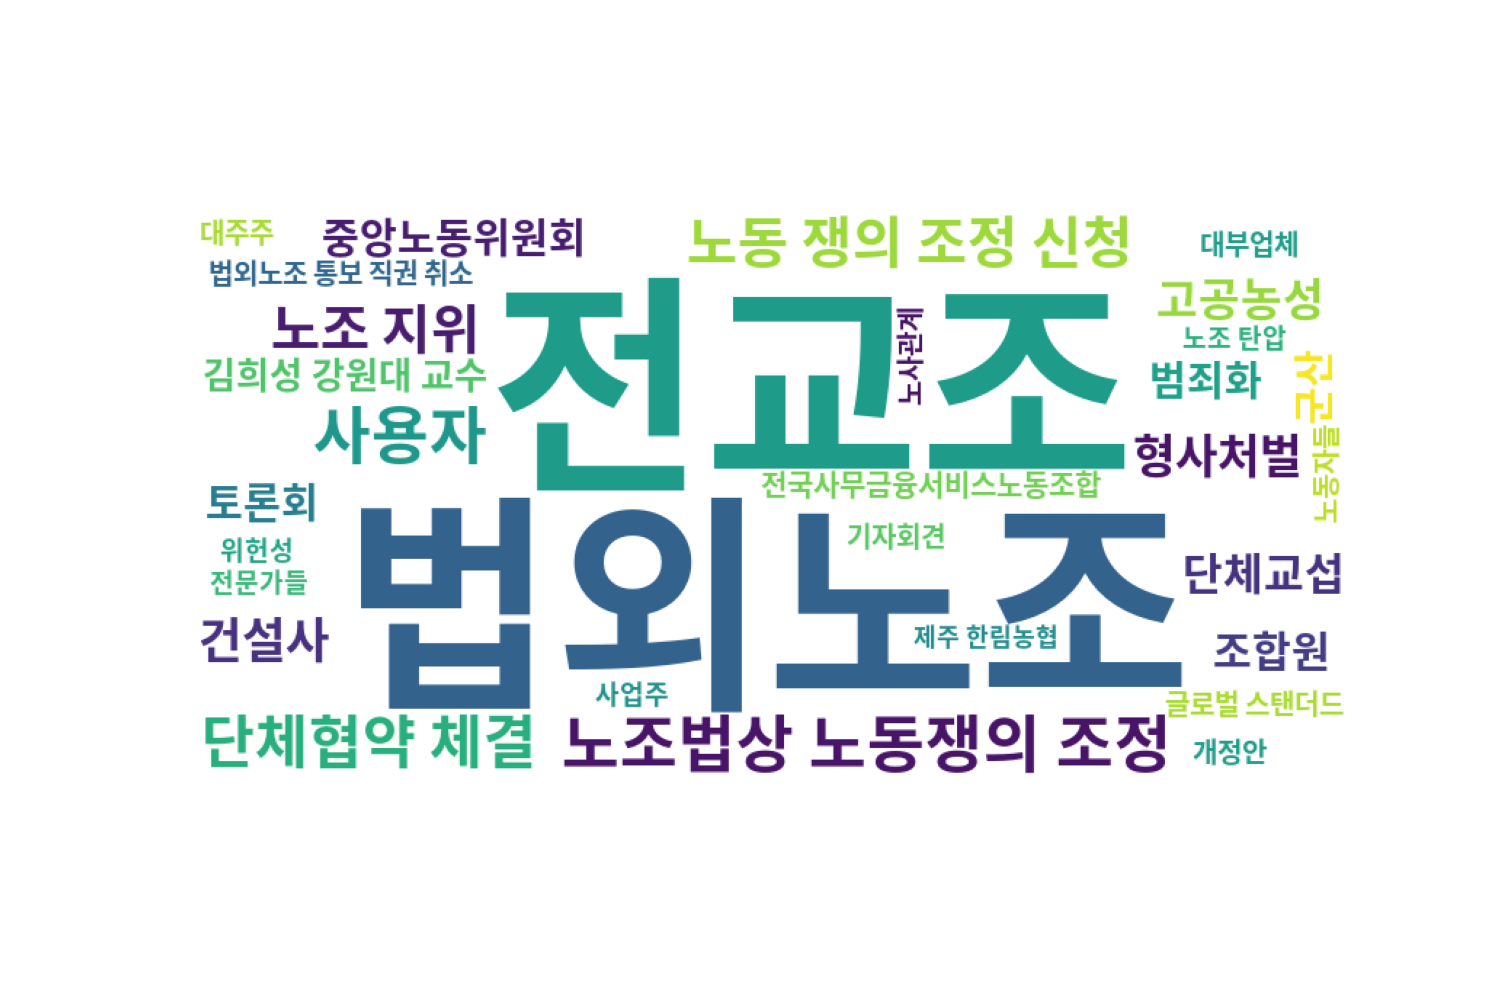 대주주
중앙노동위원회
노동 쟁의 조정 신청
대부업체
법외노조 통보 직권 취소
고공농성
노조 지위
전교조
노사관계
노조 탄압
김희성 강원대 교수
범죄화
군산
사용자
형사처벌
노동자들
전국사무금융서비스노동조합
토론회
법외노조
기자회견
위헌성
단체교섭
전문가들
건설사
제주 한림농협
조합원
사업주
글로벌 스탠더드
단체협약 체결
노조법상 노동쟁의 조정
개정안